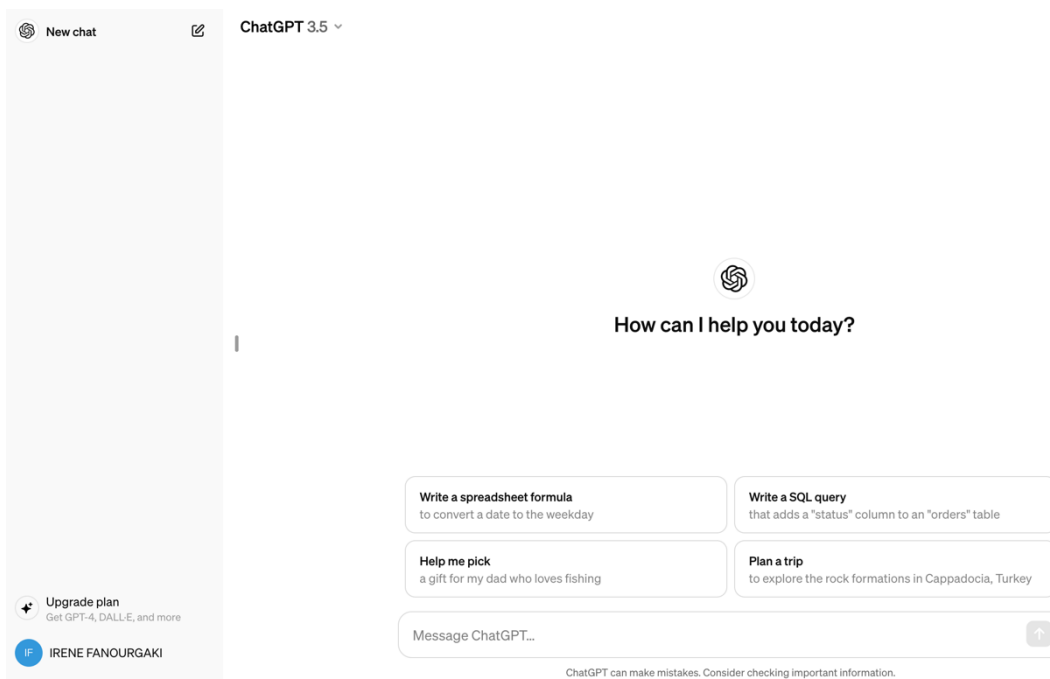 New chat
ChatGPT 3.5
How can I help you today?
Write a spreadsheet formula
to convert a date to the weekday
Write a SQL query
that adds a "status" column to an "orders" table
Help me pick
a gift for my dad who loves fishing
Plan a trip
to explore the rock formations in Cappadocia, Turkey
Upgrade plan
Get GPT-4, DALL·E, and more
IF
IRENE FANOURGAKI
Message ChatGPT...
ChatGPT can make mistakes. Consider checking important information.